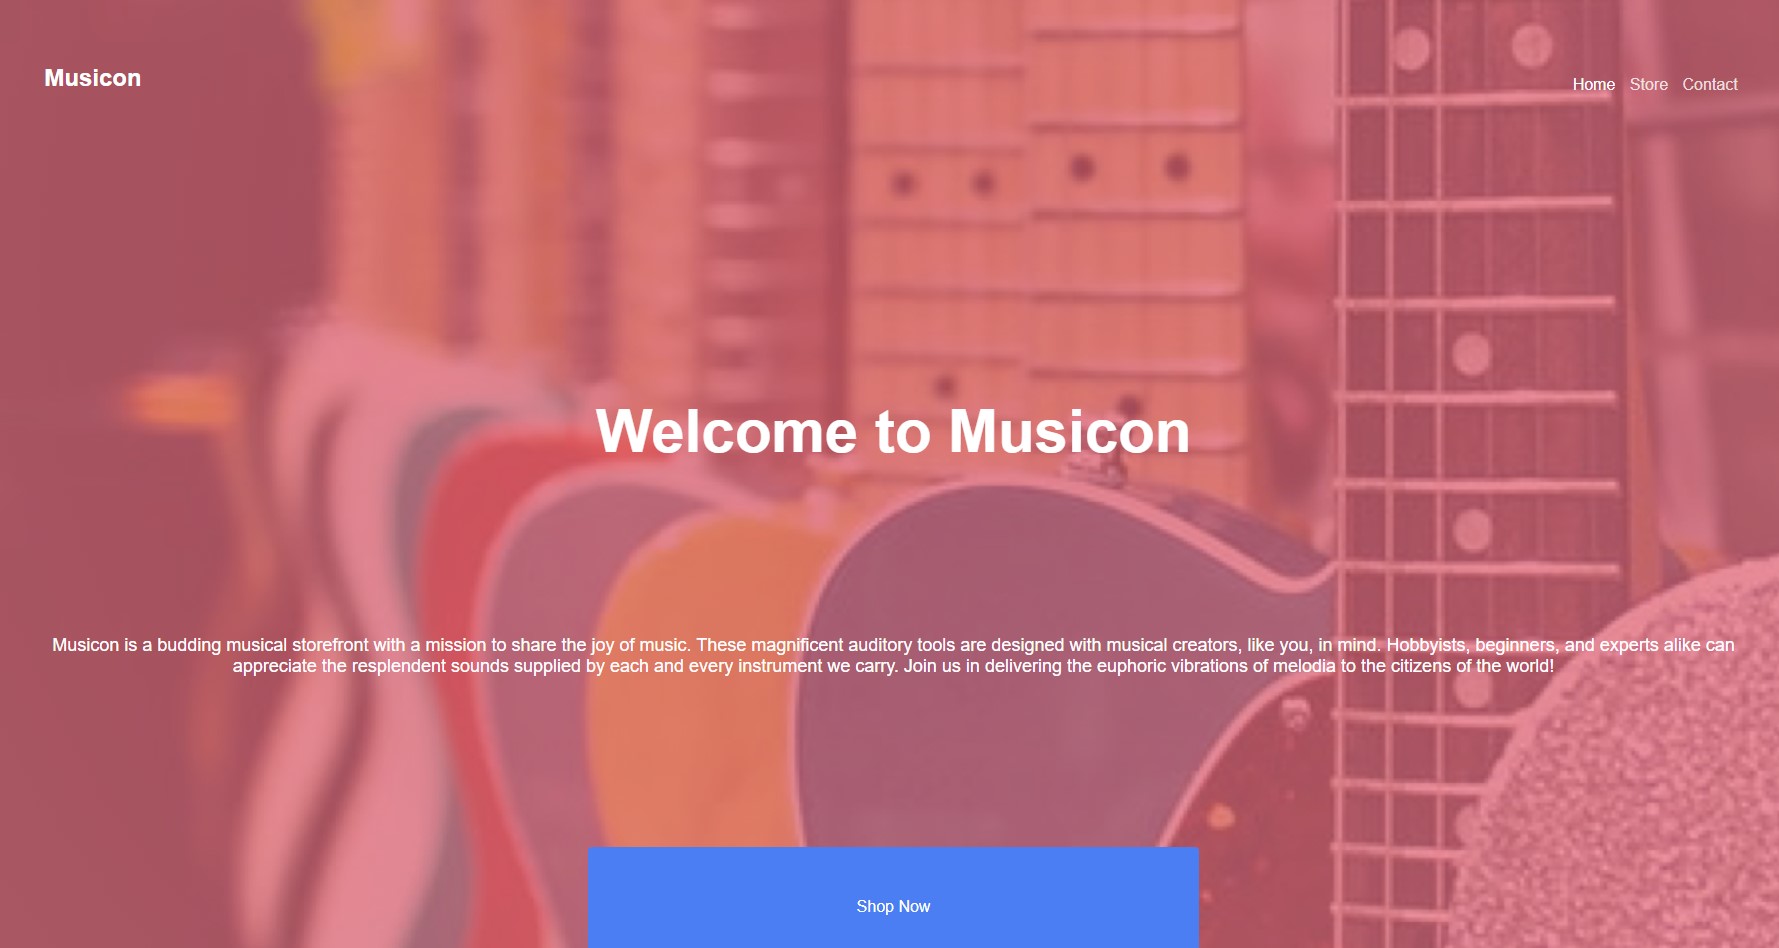 Musicon
Home Store Contact
Welcome to Musicon
Musicon is a budding musical storefront with a mission to share the joy of music. These magnificent auditory tools are designed with musical creators, like you, in mind. Hobbyists, beginners, and experts alike can
appreciate the resplendent sounds supplied by each and every instrument we carry. Join us in delivering the euphoric vibrations of melodia to the citizens of the world!
Shop Now